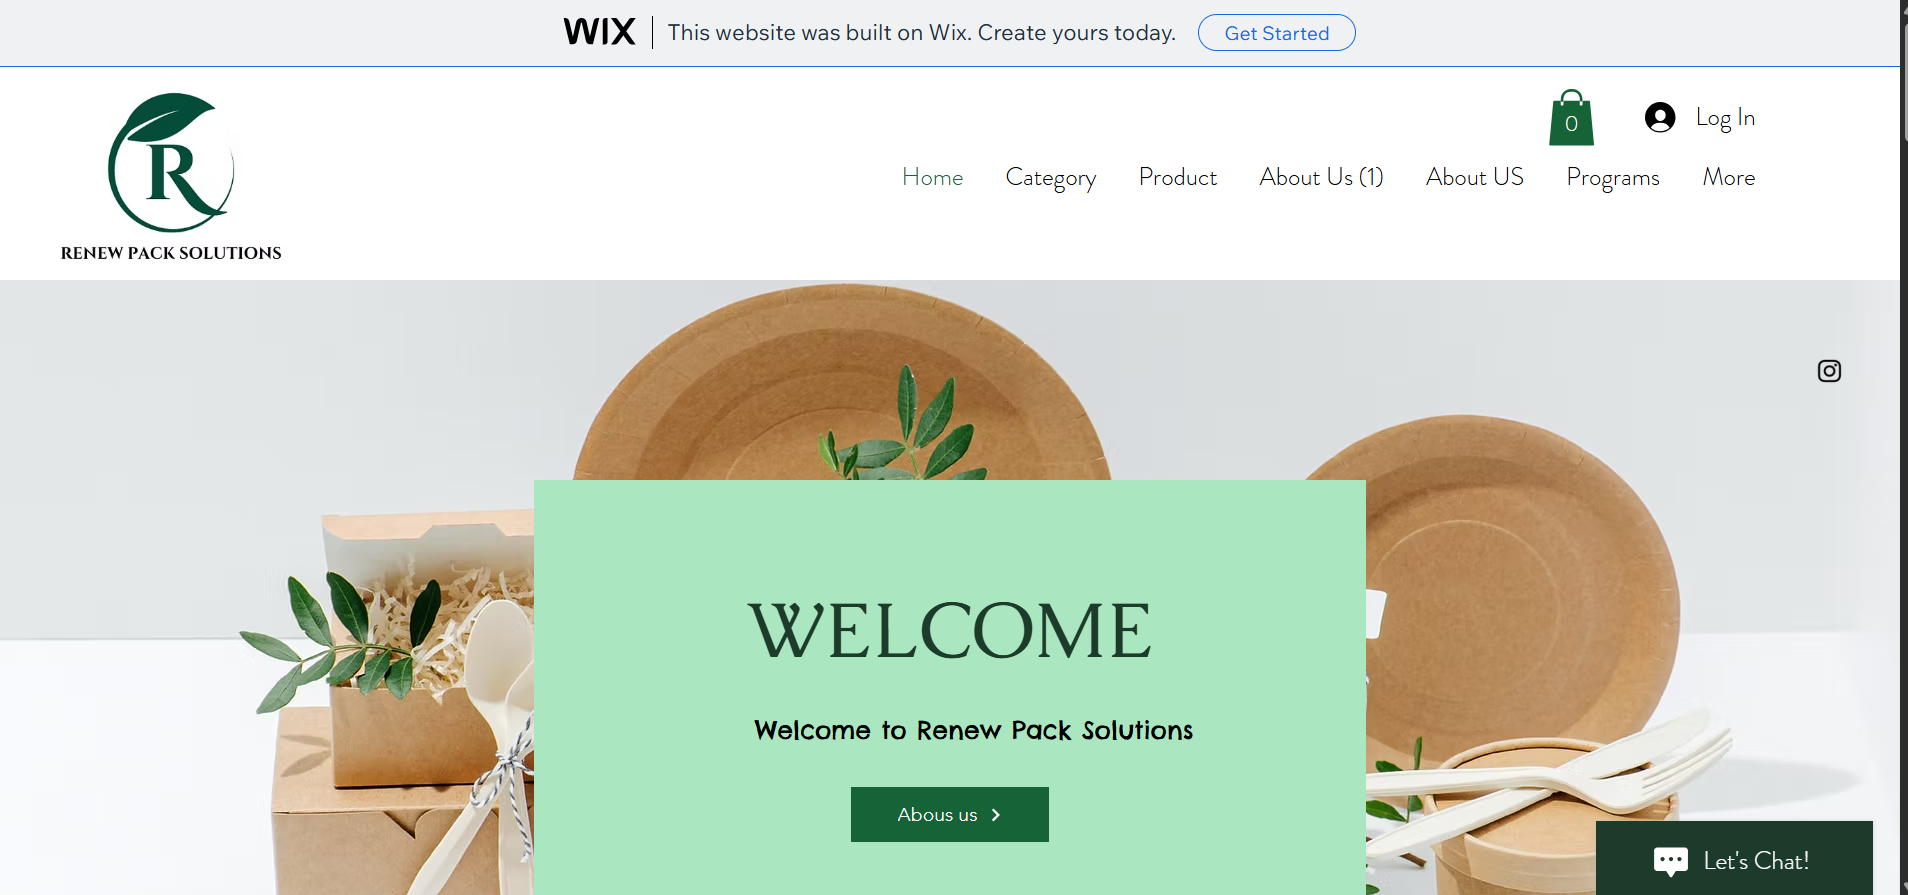 WIX This website was built on Wix. Create yours today. Get Started
R
RENEW PACK SOLUTIONS
0 Log In
Home Category Product About Us (1) About US Programs More
WELCOME
Welcome to Renew Pack Solutions
Abous us
Let's Chat!